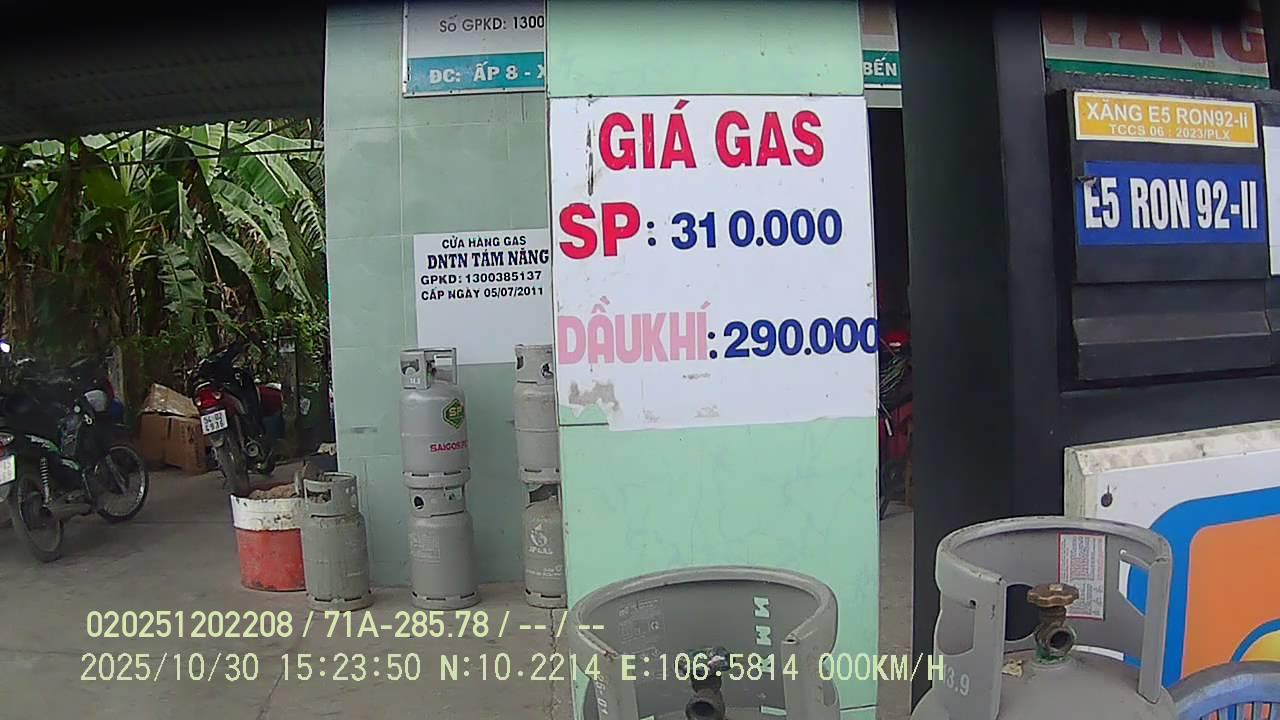 Số GPKD: 1300
ĐC: ẤP 8 - X
BẾN
XĂNG E5 RON92-II
TCCS 06 : 2023/PLX
E5 RON 92-II
GIÁ GAS
SP: 310.000
DẦUKHÍ: 290.000
CỬA HÀNG GAS
DNTN TÁM NĂNG
GPKD: 1300385137
CẤP NGÀY 05/07/2011
SP
020251202208 / 71A-285.78 / -- / --
2025/10/30 15:23:50 N:10.2214 E:106.5814 000KM/H